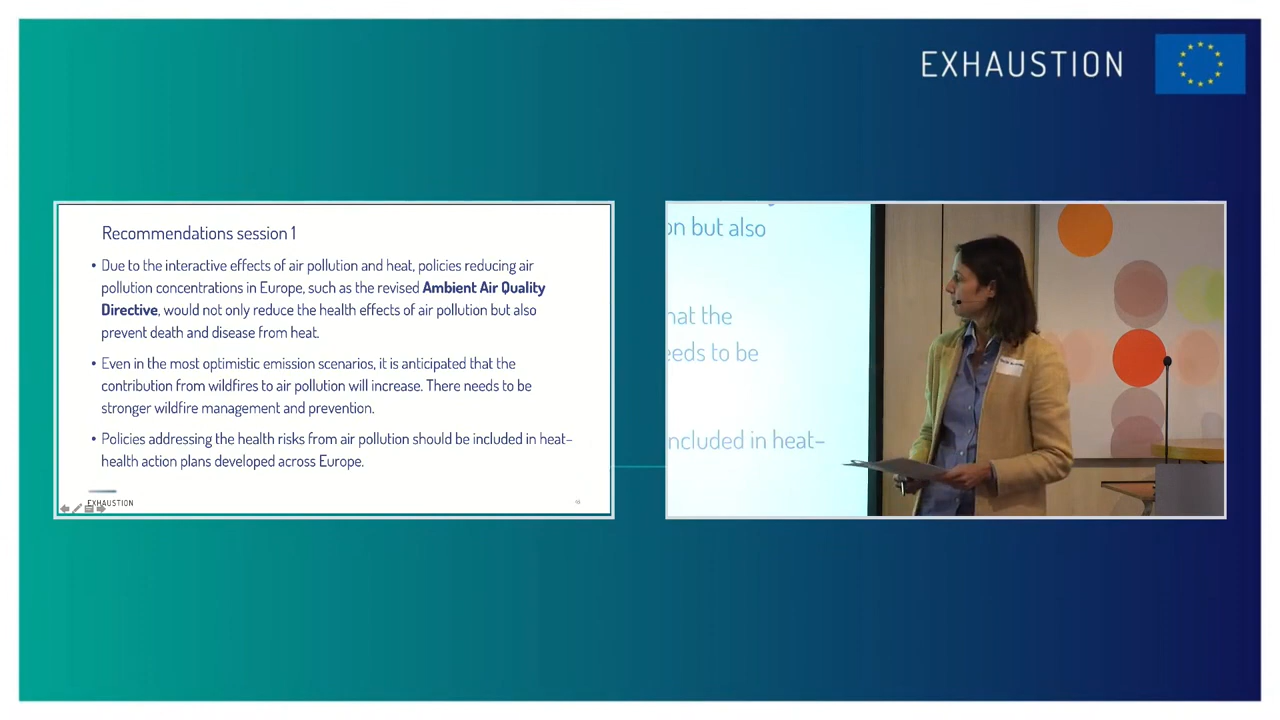 EXHAUSTION
Recommendations session 1
• Due to the interactive effects of air pollution and heat, policies reducing air
pollution concentrations in Europe, such as the revised Ambient Air Quality
Directive, would not only reduce the health effects of air pollution but also
prevent death and disease from heat.
• Even in the most optimistic emission scenarios, it is anticipated that the
contribution from wildfires to air pollution will increase. There needs to be
stronger wildfire management and prevention.
• Policies addressing the health risks from air pollution should be included in heat–
health action plans developed across Europe.
EXHAUSTION
on but also
hat the
eeds to be
included in heat–